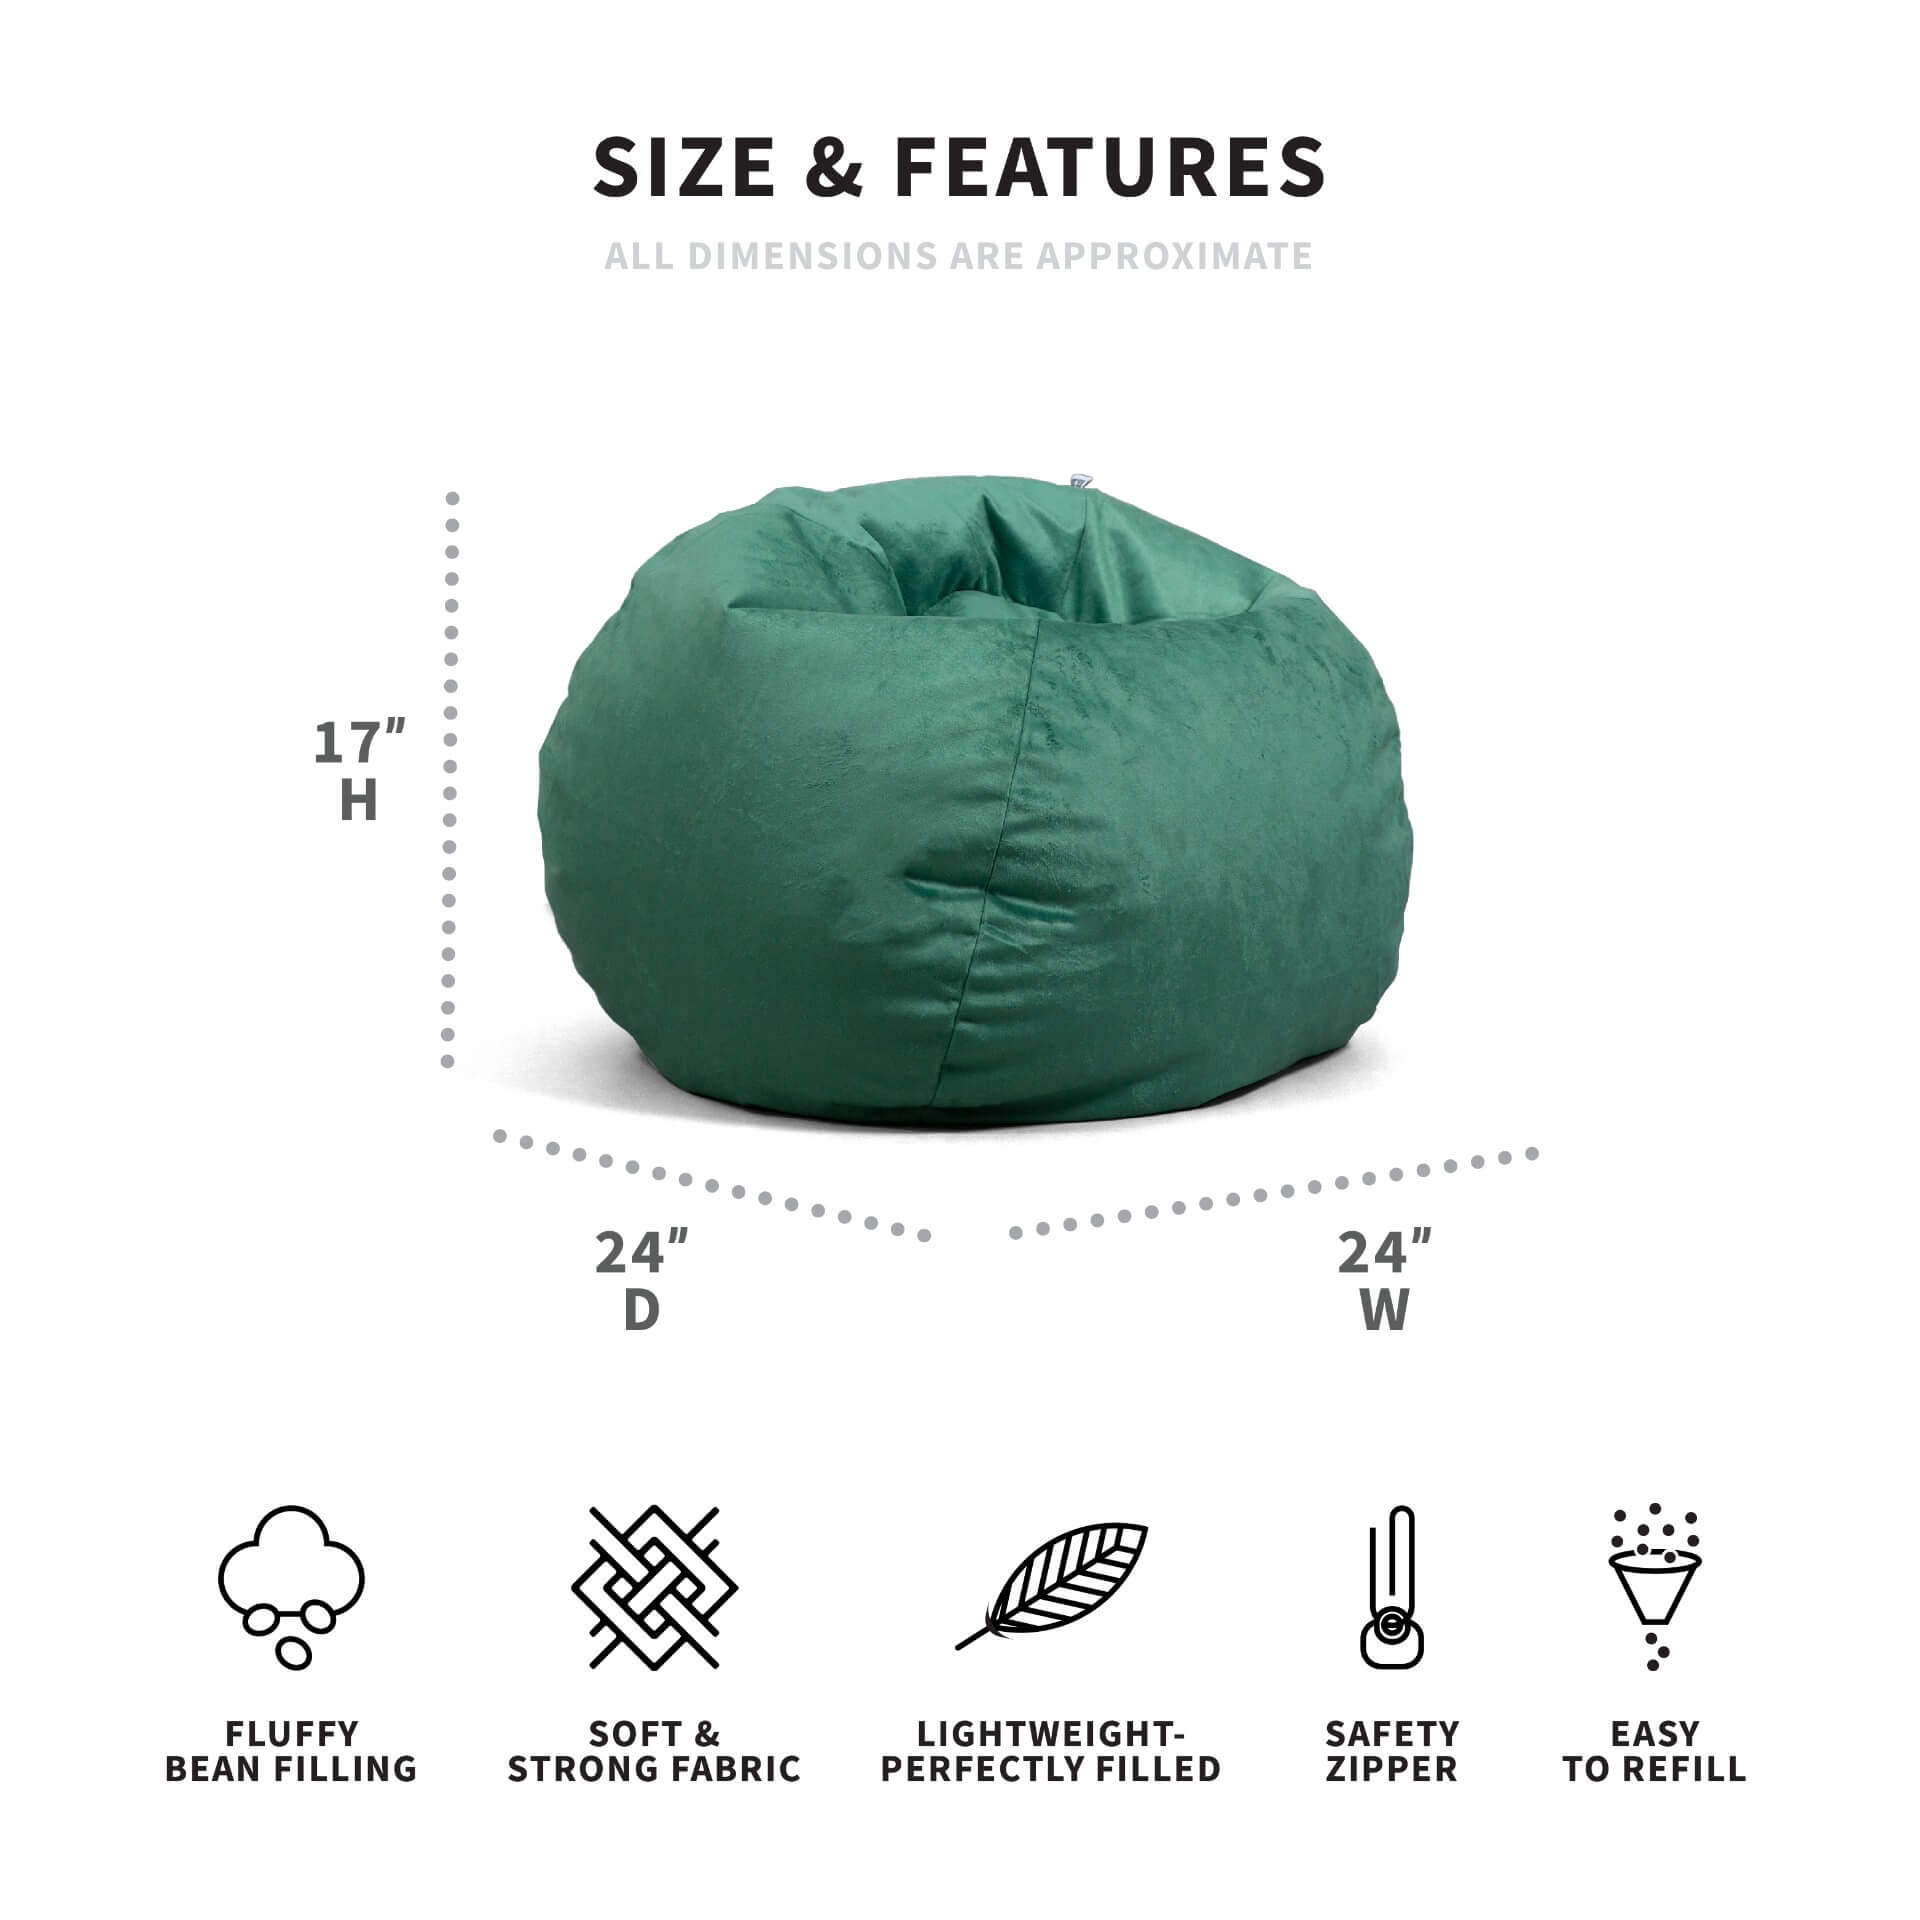 SIZE & FEATURES
ALL DIMENSIONS ARE APPROXIMATE
17"
H
24"
D
24"
W
FLUFFY
BEAN FILLING
SOFT &
STRONG FABRIC
LIGHTWEIGHT-
PERFECTLY FILLED
SAFETY
ZIPPER
EASY
TO REFILL